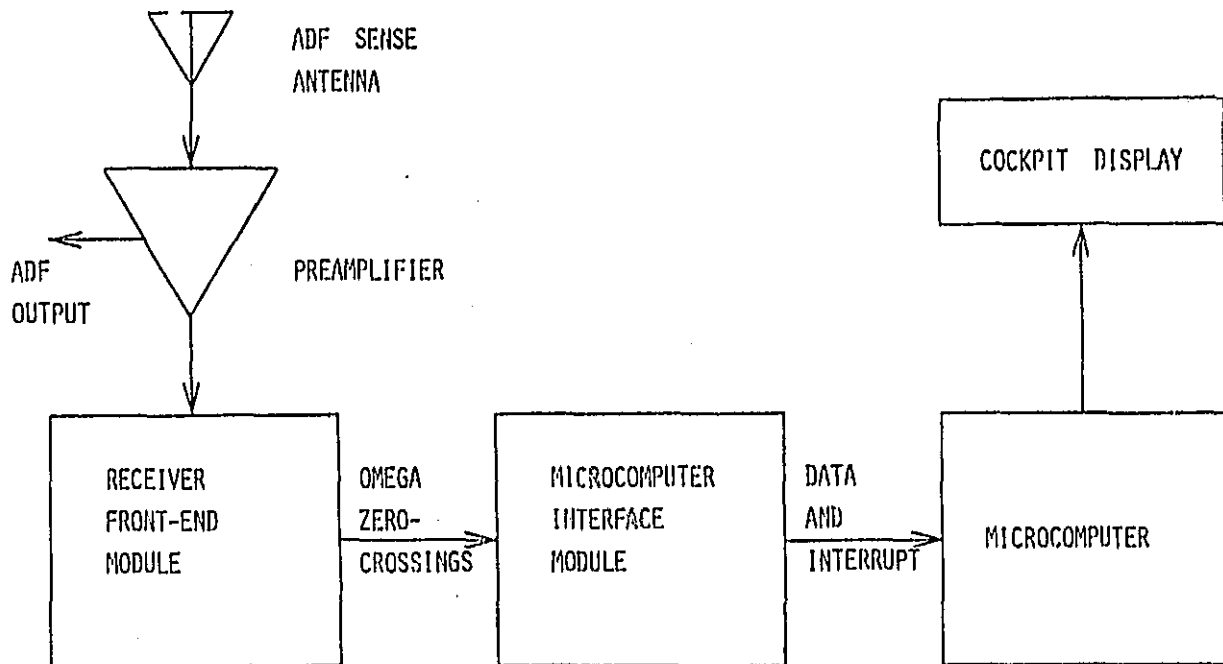 ADF SENSE
ANTENNA
COCKPIT DISPLAY
PREAMPLIFIER
ADF
OUTPUT
RECEIVER
FRONT-END
MODULE
OMEGA
ZERO-
CROSSINGS
MICROCOMPUTER
INTERFACE
MODULE
DATA
AND
INTERRUPT
MICROCOMPUTER